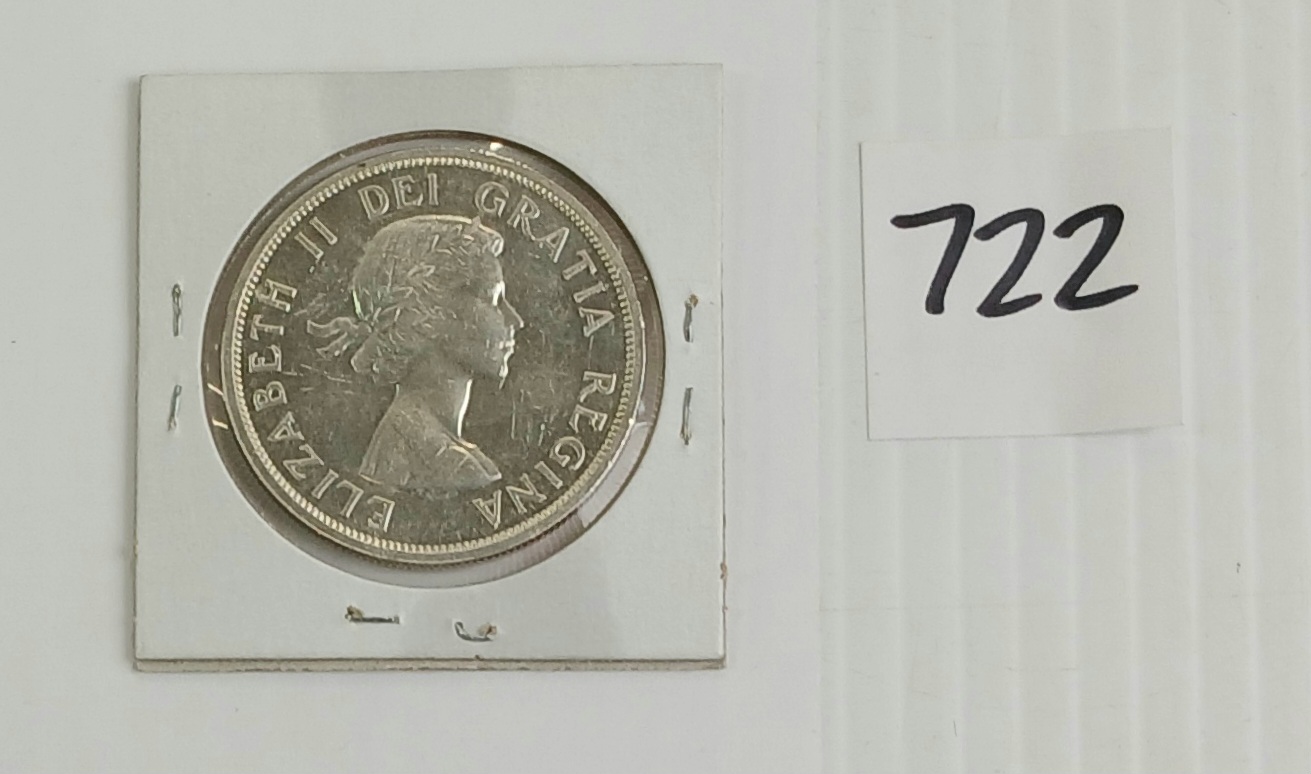 ELIZABETH II DEI GRATIA REGINA
722